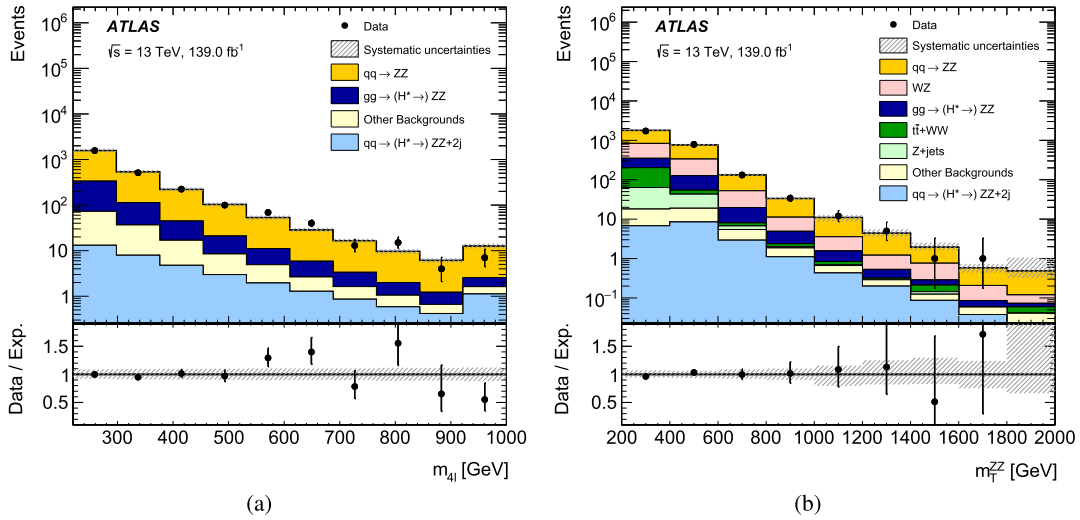 Events
10⁶
10⁵
10⁴
10³
10²
10
1
ATLAS
√s = 13 TeV, 139.0 fb⁻¹
Data
Systematic uncertainties
qq → ZZ
gg → (H* →) ZZ
Other Backgrounds
qq → (H* →) ZZ+2j
Data / Exp.
1.5
1
0.5
300 400 500 600 700 800 900 1000
m₄ₗ [GeV]
(a)
Events
10⁶
10⁵
10⁴
10³
10²
10
1
10⁻¹
ATLAS
√s = 13 TeV, 139.0 fb⁻¹
Data
Systematic uncertainties
qq → ZZ
WZ
gg → (H* →) ZZ
tt̄+WW
Z+jets
Other Backgrounds
qq → (H* →) ZZ+2j
Data / Exp.
1.5
1
0.5
200 400 600 800 1000 1200 1400 1600 1800 2000
m_T^ZZ [GeV]
(b)